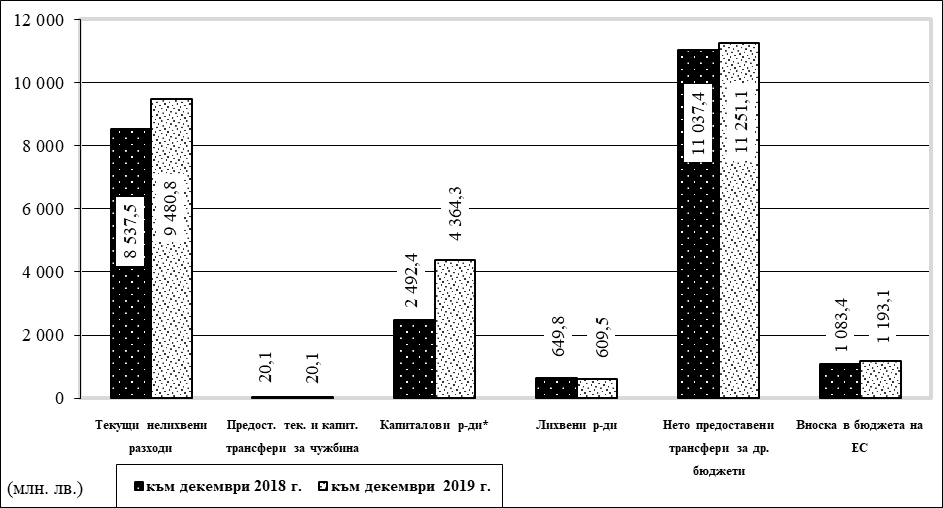 12 000
10 000
8 000
6 000
4 000
2 000
0
8 537,5
9 480,8
20,1
20,1
2 492,4
4 364,3
649,8
609,5
11 037,4
11 251,1
1 083,4
1 193,1
Текущи нелихвени
разходи
Предост. тек. и капит.
трансфери за чужбина
Капиталови р-ди*
Лихвени р-ди
Нето предоставени
трансфери за др.
бюджети
Вноска в бюджета на
ЕС
(млн. лв.)
към декември 2018 г.
към декември 2019 г.